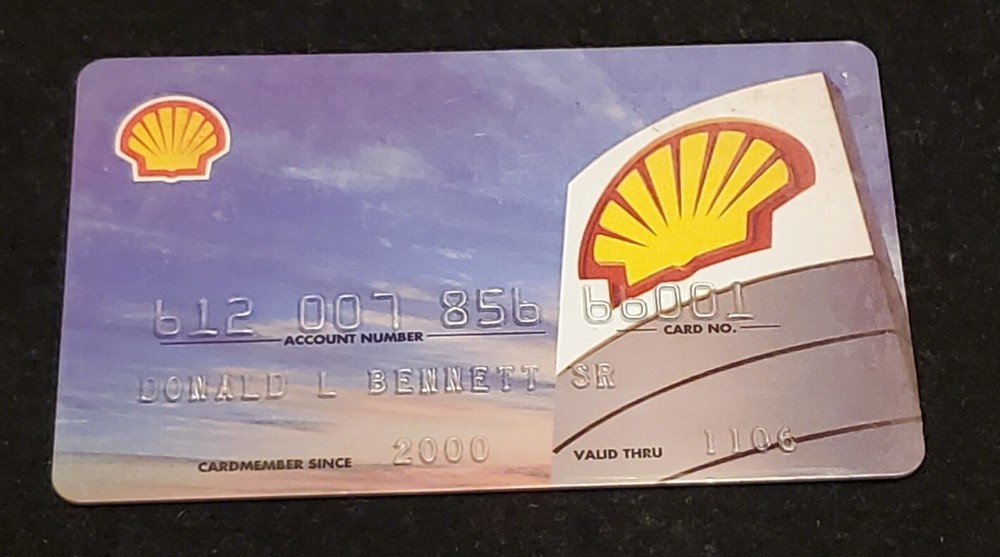 612 007 856 66001
ACCOUNT NUMBER CARD NO.
DONALD L BENNETT SR
CARDMEMBER SINCE 2000 VALID THRU 1106